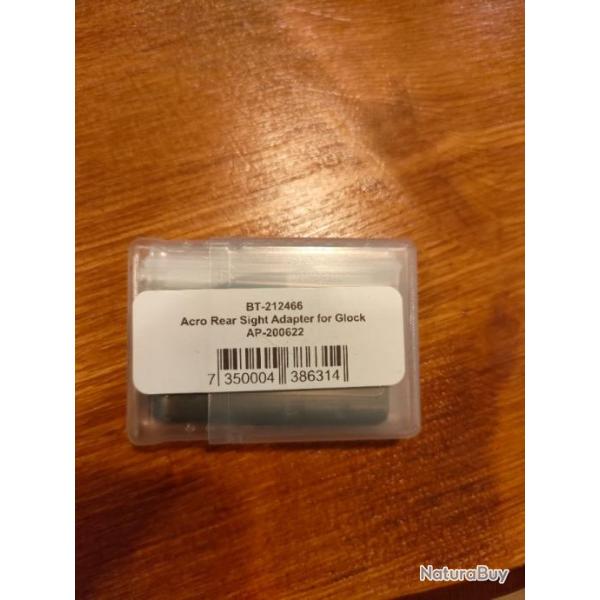 BT-212466
Acro Rear Sight Adapter for Glock
AP-200622
7 350004 386314
NaturaBuy